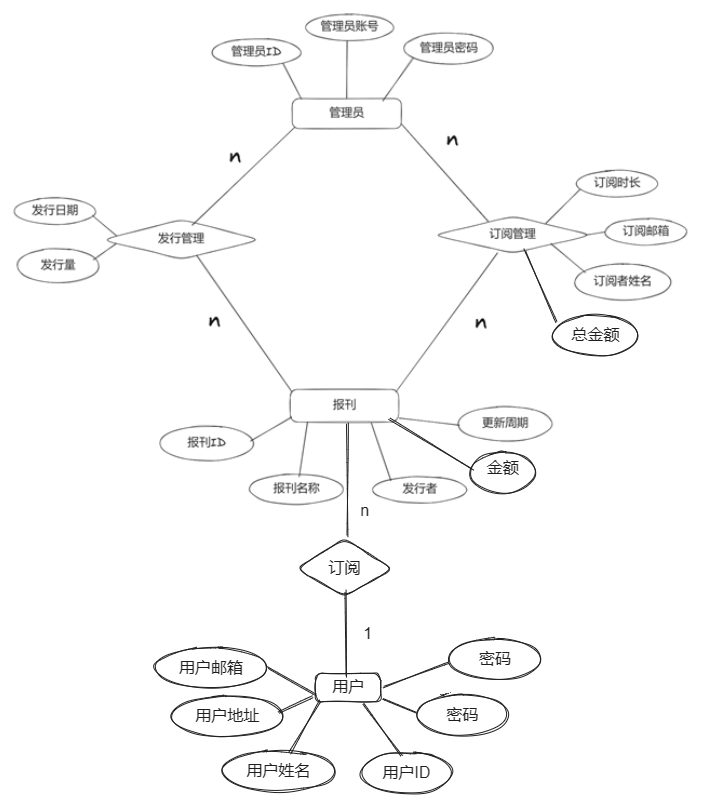 管理员账号
管理员ID
管理员密码
管理员
n
n
订阅时长
发行日期
订阅邮箱
发行管理
订阅管理
发行量
订阅者姓名
n
n
总金额
报刊
更新周期
报刊ID
金额
报刊名称
发行者
n
订阅
1
密码
用户邮箱
用户
用户地址
密码
用户姓名
用户ID